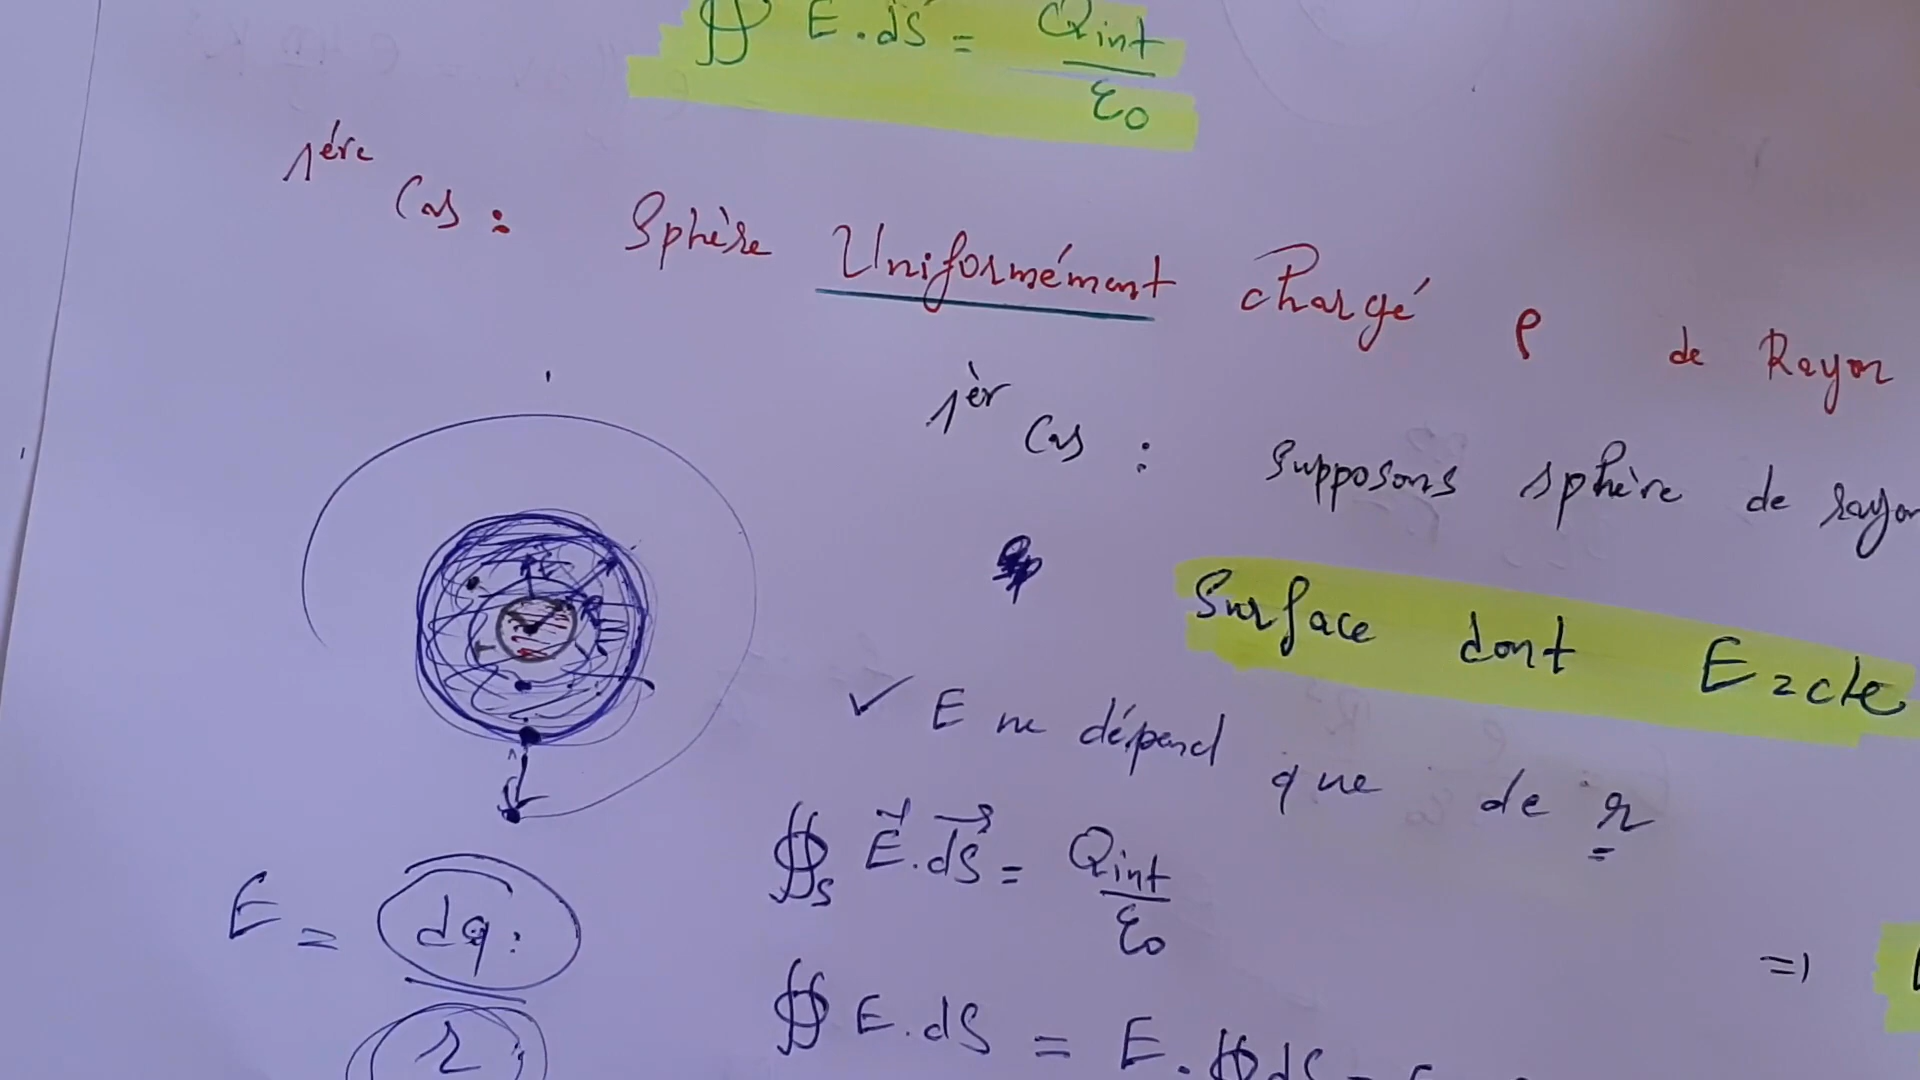 ∯ E.dS = Qint / ε0
1ère Cas : Sphère Uniformément chargé ρ de Rayon
1èr Cas : supposons sphère de rayon
Surface dont E = cte
✓ E ne dépend que de r
∯S E.dS = Qint / ε0
E = dq
r
=>
∯ E.dS = E. ∯ dS =